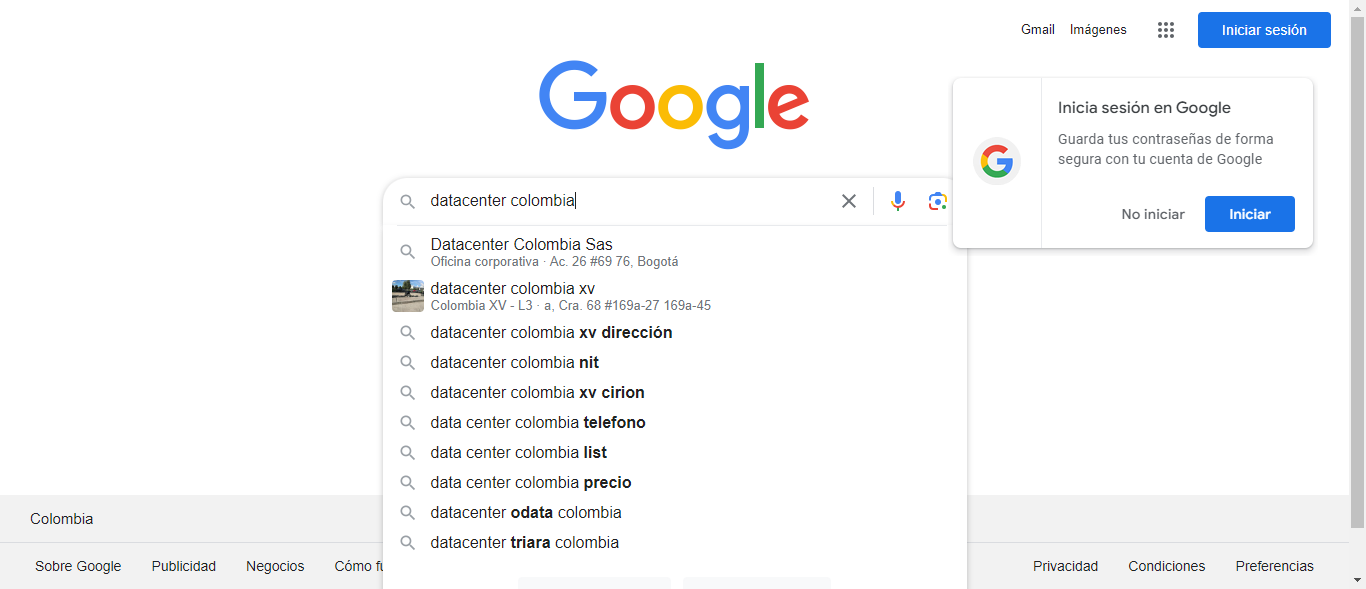 Gmail Imágenes Iniciar sesión
Google
Inicia sesión en Google
Guarda tus contraseñas de forma
segura con tu cuenta de Google
No iniciar Iniciar
datacenter colombia
Datacenter Colombia Sas
Oficina corporativa · Ac. 26 #69 76, Bogotá
datacenter colombia xv
Colombia XV - L3 · a, Cra. 68 #169a-27 169a-45
datacenter colombia xv dirección
datacenter colombia nit
datacenter colombia xv cirion
data center colombia telefono
data center colombia list
data center colombia precio
datacenter odata colombia
datacenter triara colombia
Colombia
Sobre Google Publicidad Negocios Cómo Privacidad Condiciones Preferencias